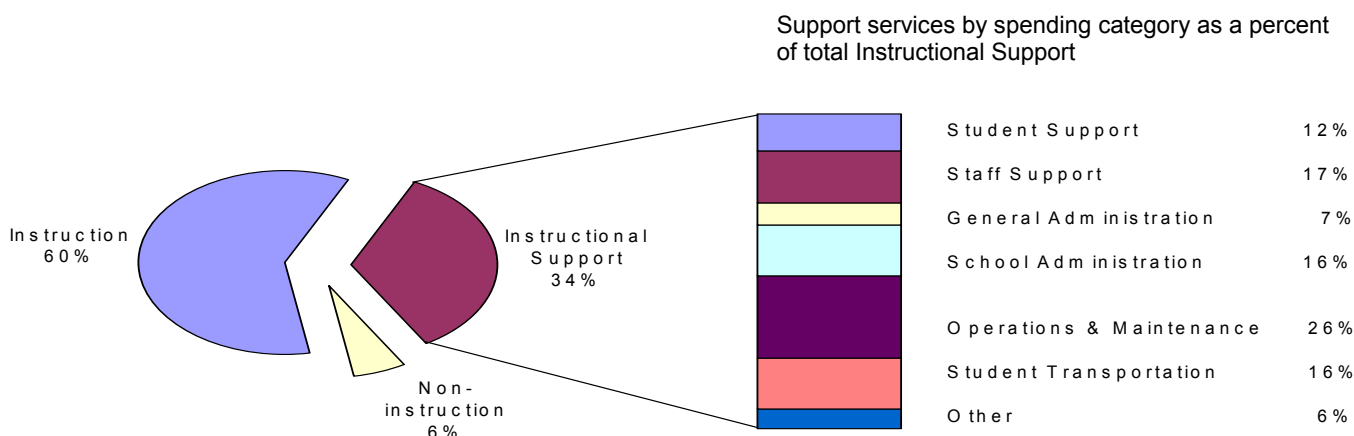 Support services by spending category as a percent
of total Instructional Support
Instruction
60%
Instructional
Support
34%
Non-
instruction
6%
Student Support 12%
Staff Support 17%
General Administration 7%
School Administration 16%
Operations & Maintenance 26%
Student Transportation 16%
Other 6%